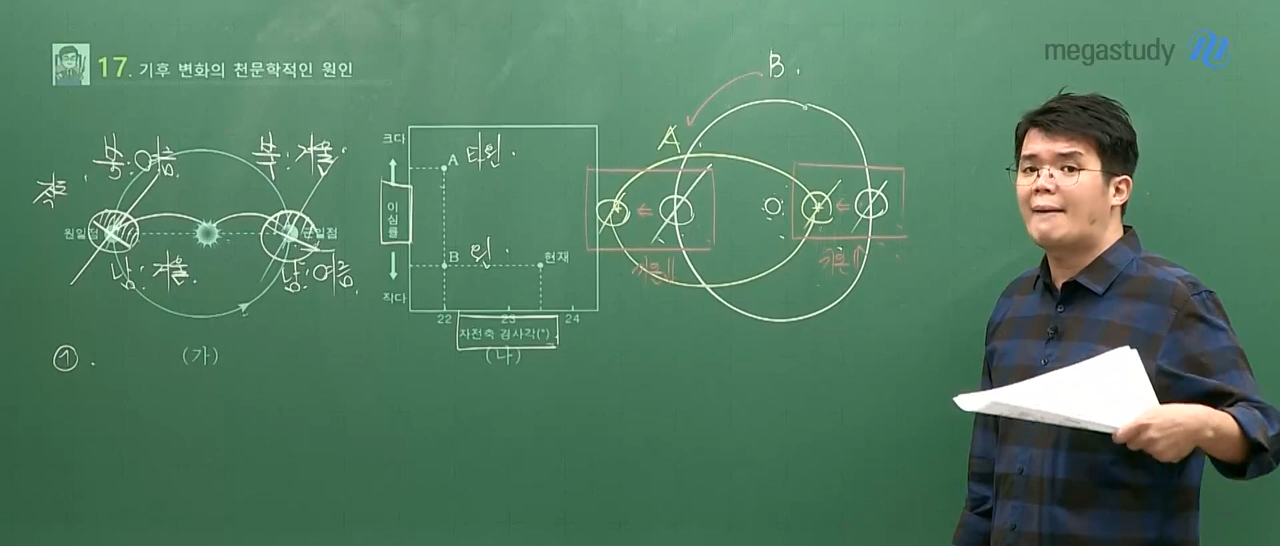 megastudy
17. 기후 변화의 천문학적인 원인
B.
A.
북: 여름
북: 겨울
크다
A
타원.
이심률
원일점
근일점
남: 겨울.
남: 여름.
B
원.
현재
기온⇓
기온⇑
작다
22
23
24
자전축 경사각(°)
①.
(가)
(나)